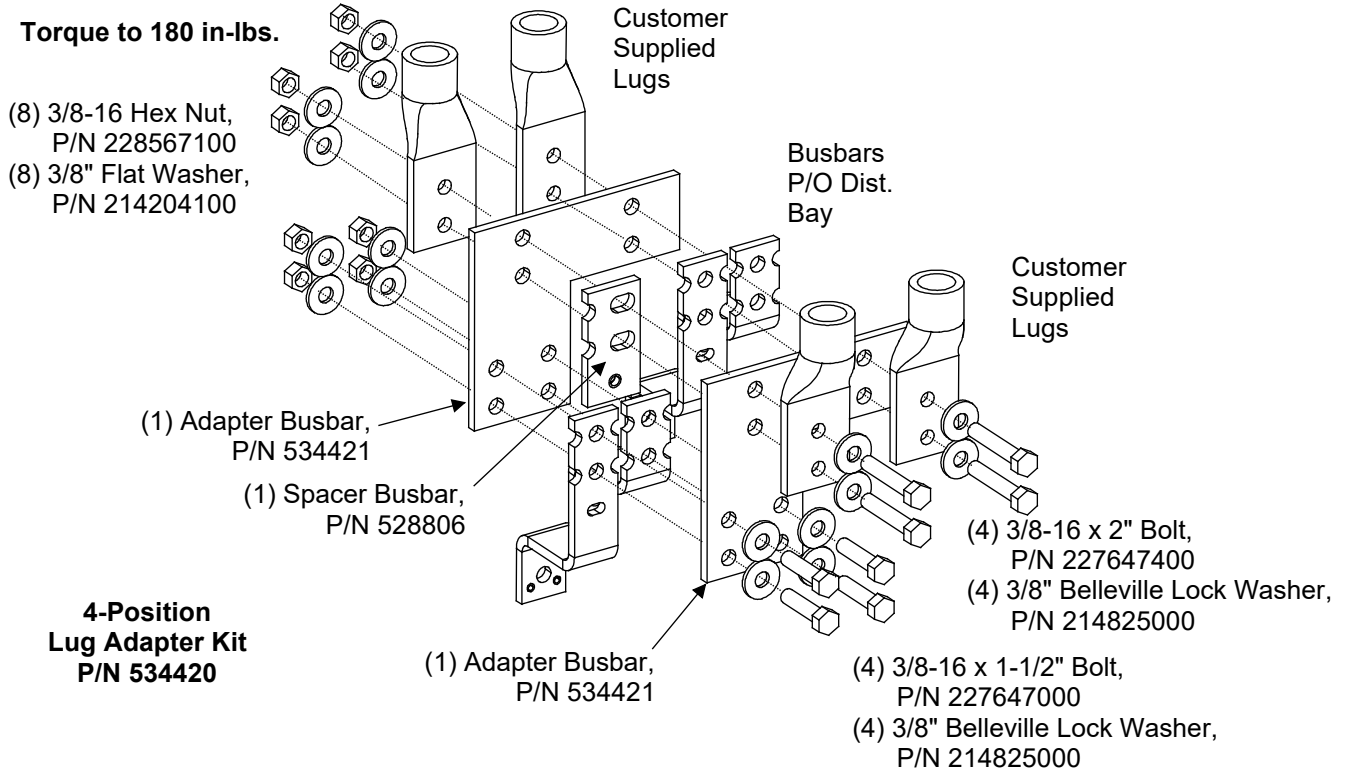 Torque to 180 in-lbs.
(8) 3/8-16 Hex Nut,
P/N 228567100
(8) 3/8" Flat Washer,
P/N 214204100
Customer
Supplied
Lugs
Busbars
P/O Dist.
Bay
Customer
Supplied
Lugs
(1) Adapter Busbar,
P/N 534421
(1) Spacer Busbar,
P/N 528806
(4) 3/8-16 x 2" Bolt,
P/N 227647400
(4) 3/8" Belleville Lock Washer,
P/N 214825000
4-Position
Lug Adapter Kit
P/N 534420
(1) Adapter Busbar,
P/N 534421
(4) 3/8-16 x 1-1/2" Bolt,
P/N 227647000
(4) 3/8" Belleville Lock Washer,
P/N 214825000